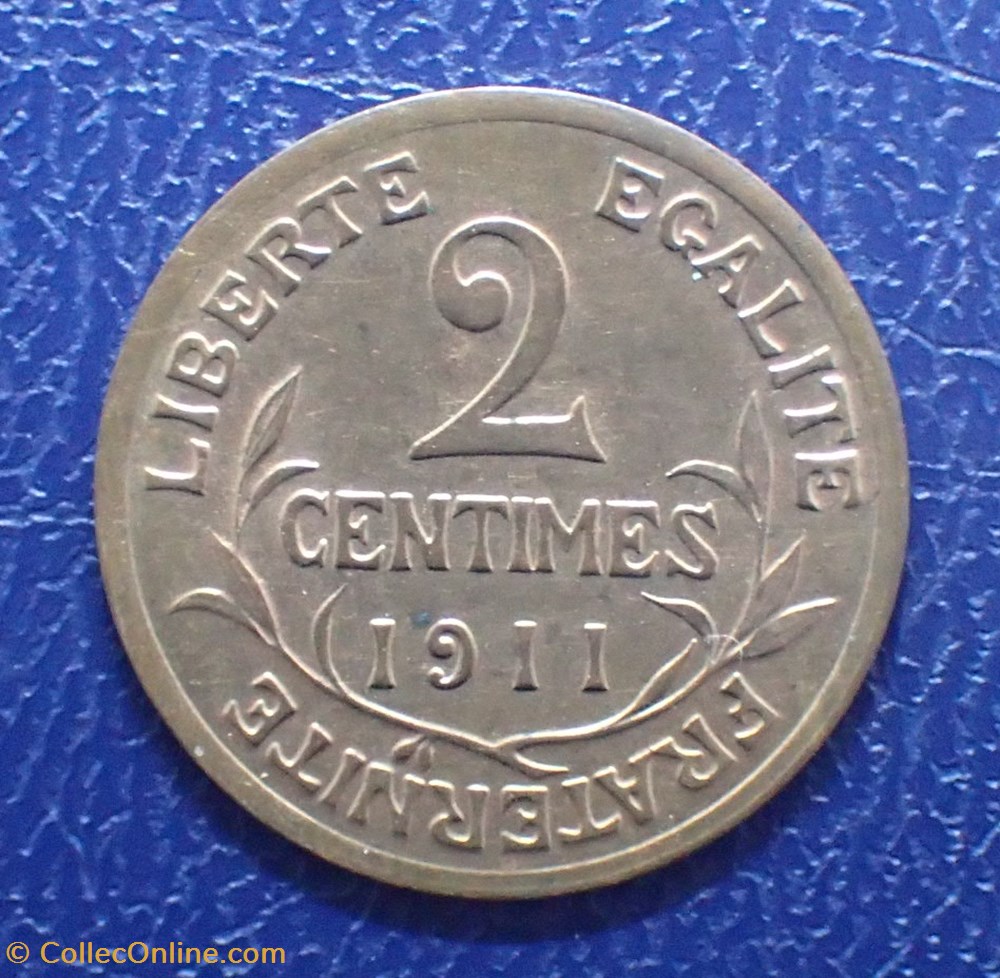 LIBERTE EGALITE
2
CENTIMES
1911
FRATERNITE
© CollecOnline.com